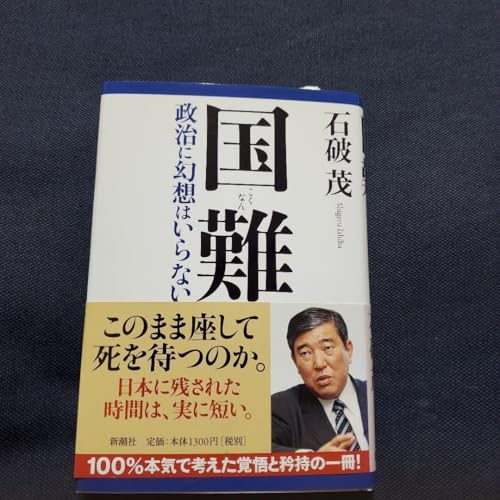 石破 茂
Shigeru Ishiba
国難
こくなん
政治に幻想はいらない
このまま座して
死を待つのか。
日本に残された
時間は、実に短い。
新潮社 定価:本体1300円[税別]
100%本気で考えた覚悟と矜持の一冊!